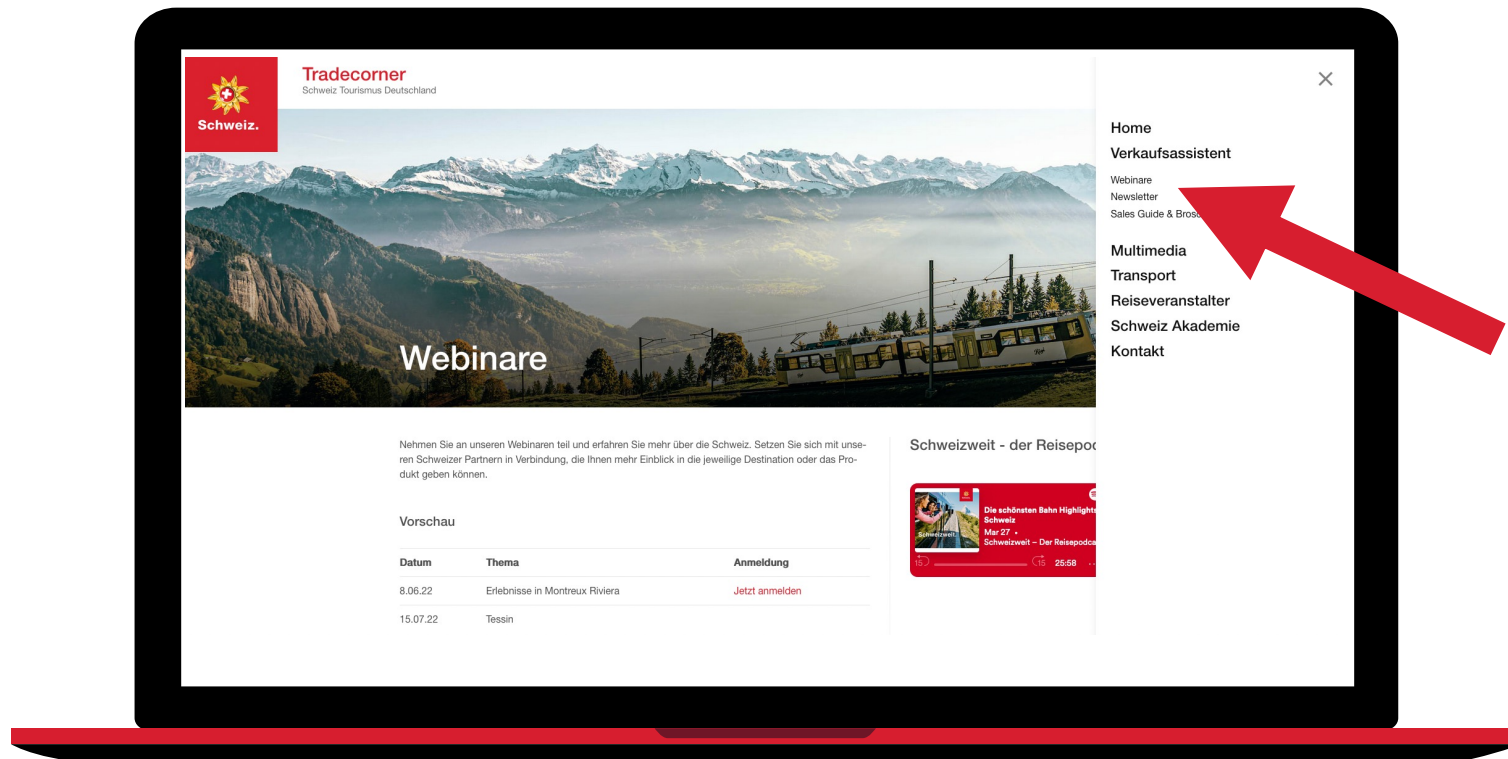 Schweiz.
Tradecorner
Schweiz Tourismus Deutschland
Home
Verkaufsassistent
Webinare
Newsletter
Sales Guide &
Multimedia
Transport
Reiseveranstalter
Schweiz Akademie
Kontakt
Webinare
Nehmen Sie an unseren Webinaren teil und erfahren Sie mehr über die Schweiz. Setzen Sie sich mit unse-
ren Schweizer Partnern in Verbindung, die Ihnen mehr Einblick in die jeweilige Destination oder das Pro-
dukt geben können.
Vorschau
Datum Thema Anmeldung
8.06.22 Erlebnisse in Montreux Riviera Jetzt anmelden
15.07.22 Tessin
Schweizweit - der
Schweizweit.
Die schönsten Bahn Highlights
Schweiz
Mar 27 •
Schweizweit – Der
15 15 25:58